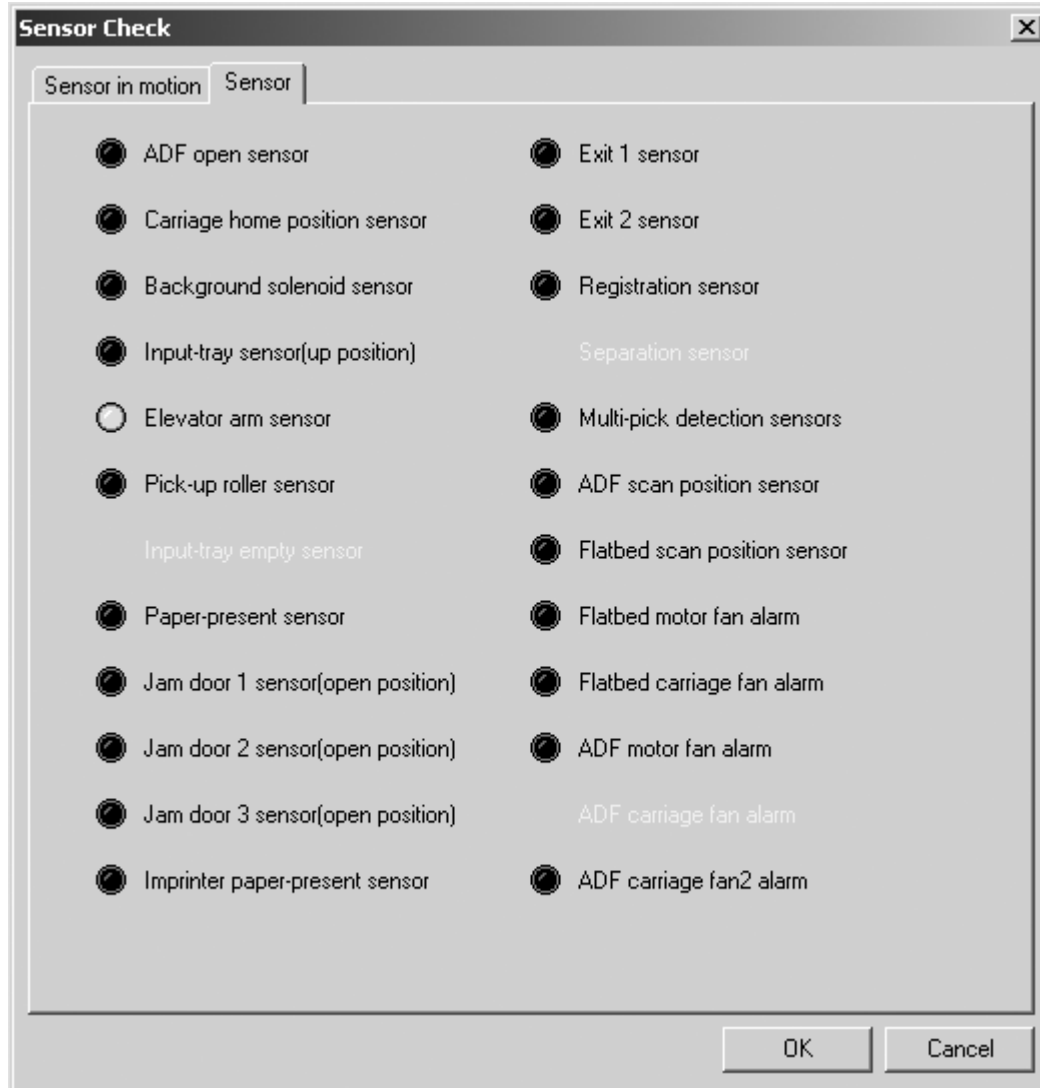 Sensor Check
Sensor in motion
Sensor
ADF open sensor
Carriage home position sensor
Background solenoid sensor
Input-tray sensor(up position)
Elevator arm sensor
Pick-up roller sensor
Input-tray empty sensor
Paper-present sensor
Jam door 1 sensor(open position)
Jam door 2 sensor(open position)
Jam door 3 sensor(open position)
Imprinter paper-present sensor
Exit 1 sensor
Exit 2 sensor
Registration sensor
Separation sensor
Multi-pick detection sensors
ADF scan position sensor
Flatbed scan position sensor
Flatbed motor fan alarm
Flatbed carriage fan alarm
ADF motor fan alarm
ADF carriage fan alarm
ADF carriage fan2 alarm
OK
Cancel